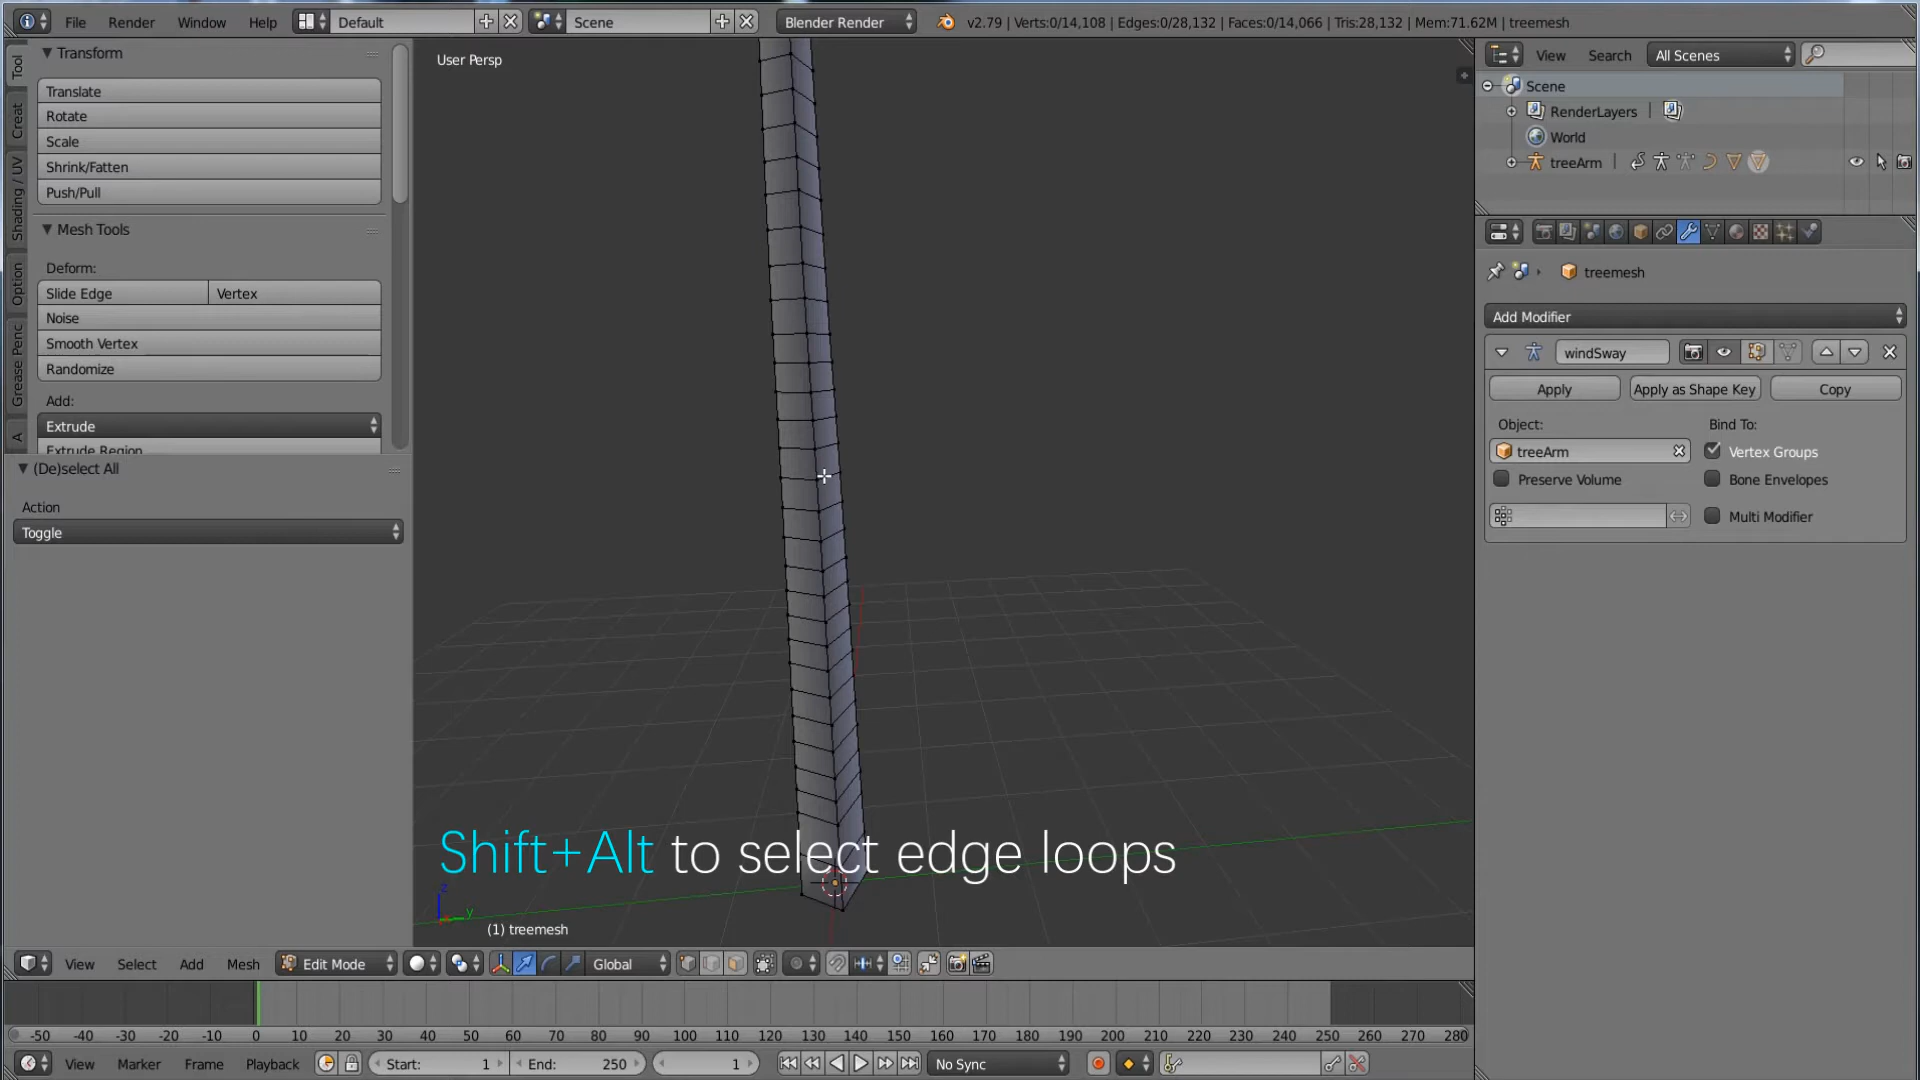 File Render Window Help Default Scene Blender Render v2.79 | Verts:0/14,108 | Edges:0/28,132 | Faces:0/14,066 | Tris:28,132 | Mem:71.62M | treemesh
Tool
Creat
Shading / UV
Option
Grease Penc
A
Transform
Translate
Rotate
Scale
Shrink/Fatten
Push/Pull
Mesh Tools
Deform:
Slide Edge Vertex
Noise
Smooth Vertex
Randomize
Add:
Extrude
Extrude Region
(De)select All
Action
Toggle
User Persp
Shift+Alt to select edge loops
z
y
(1) treemesh
View Search All Scenes
Scene
RenderLayers
World
treeArm
treemesh
Add Modifier
windSway
Apply Apply as Shape Key Copy
Object: Bind To:
treeArm Vertex Groups
Preserve Volume Bone Envelopes
Multi Modifier
View Select Add Mesh Edit Mode Global
-50 -40 -30 -20 -10 0 10 20 30 40 50 60 70 80 90 100 110 120 130 140 150 160 170 180 190 200 210 220 230 240 250 260 270 280
View Marker Frame Playback Start: 1 End: 250 1 No Sync